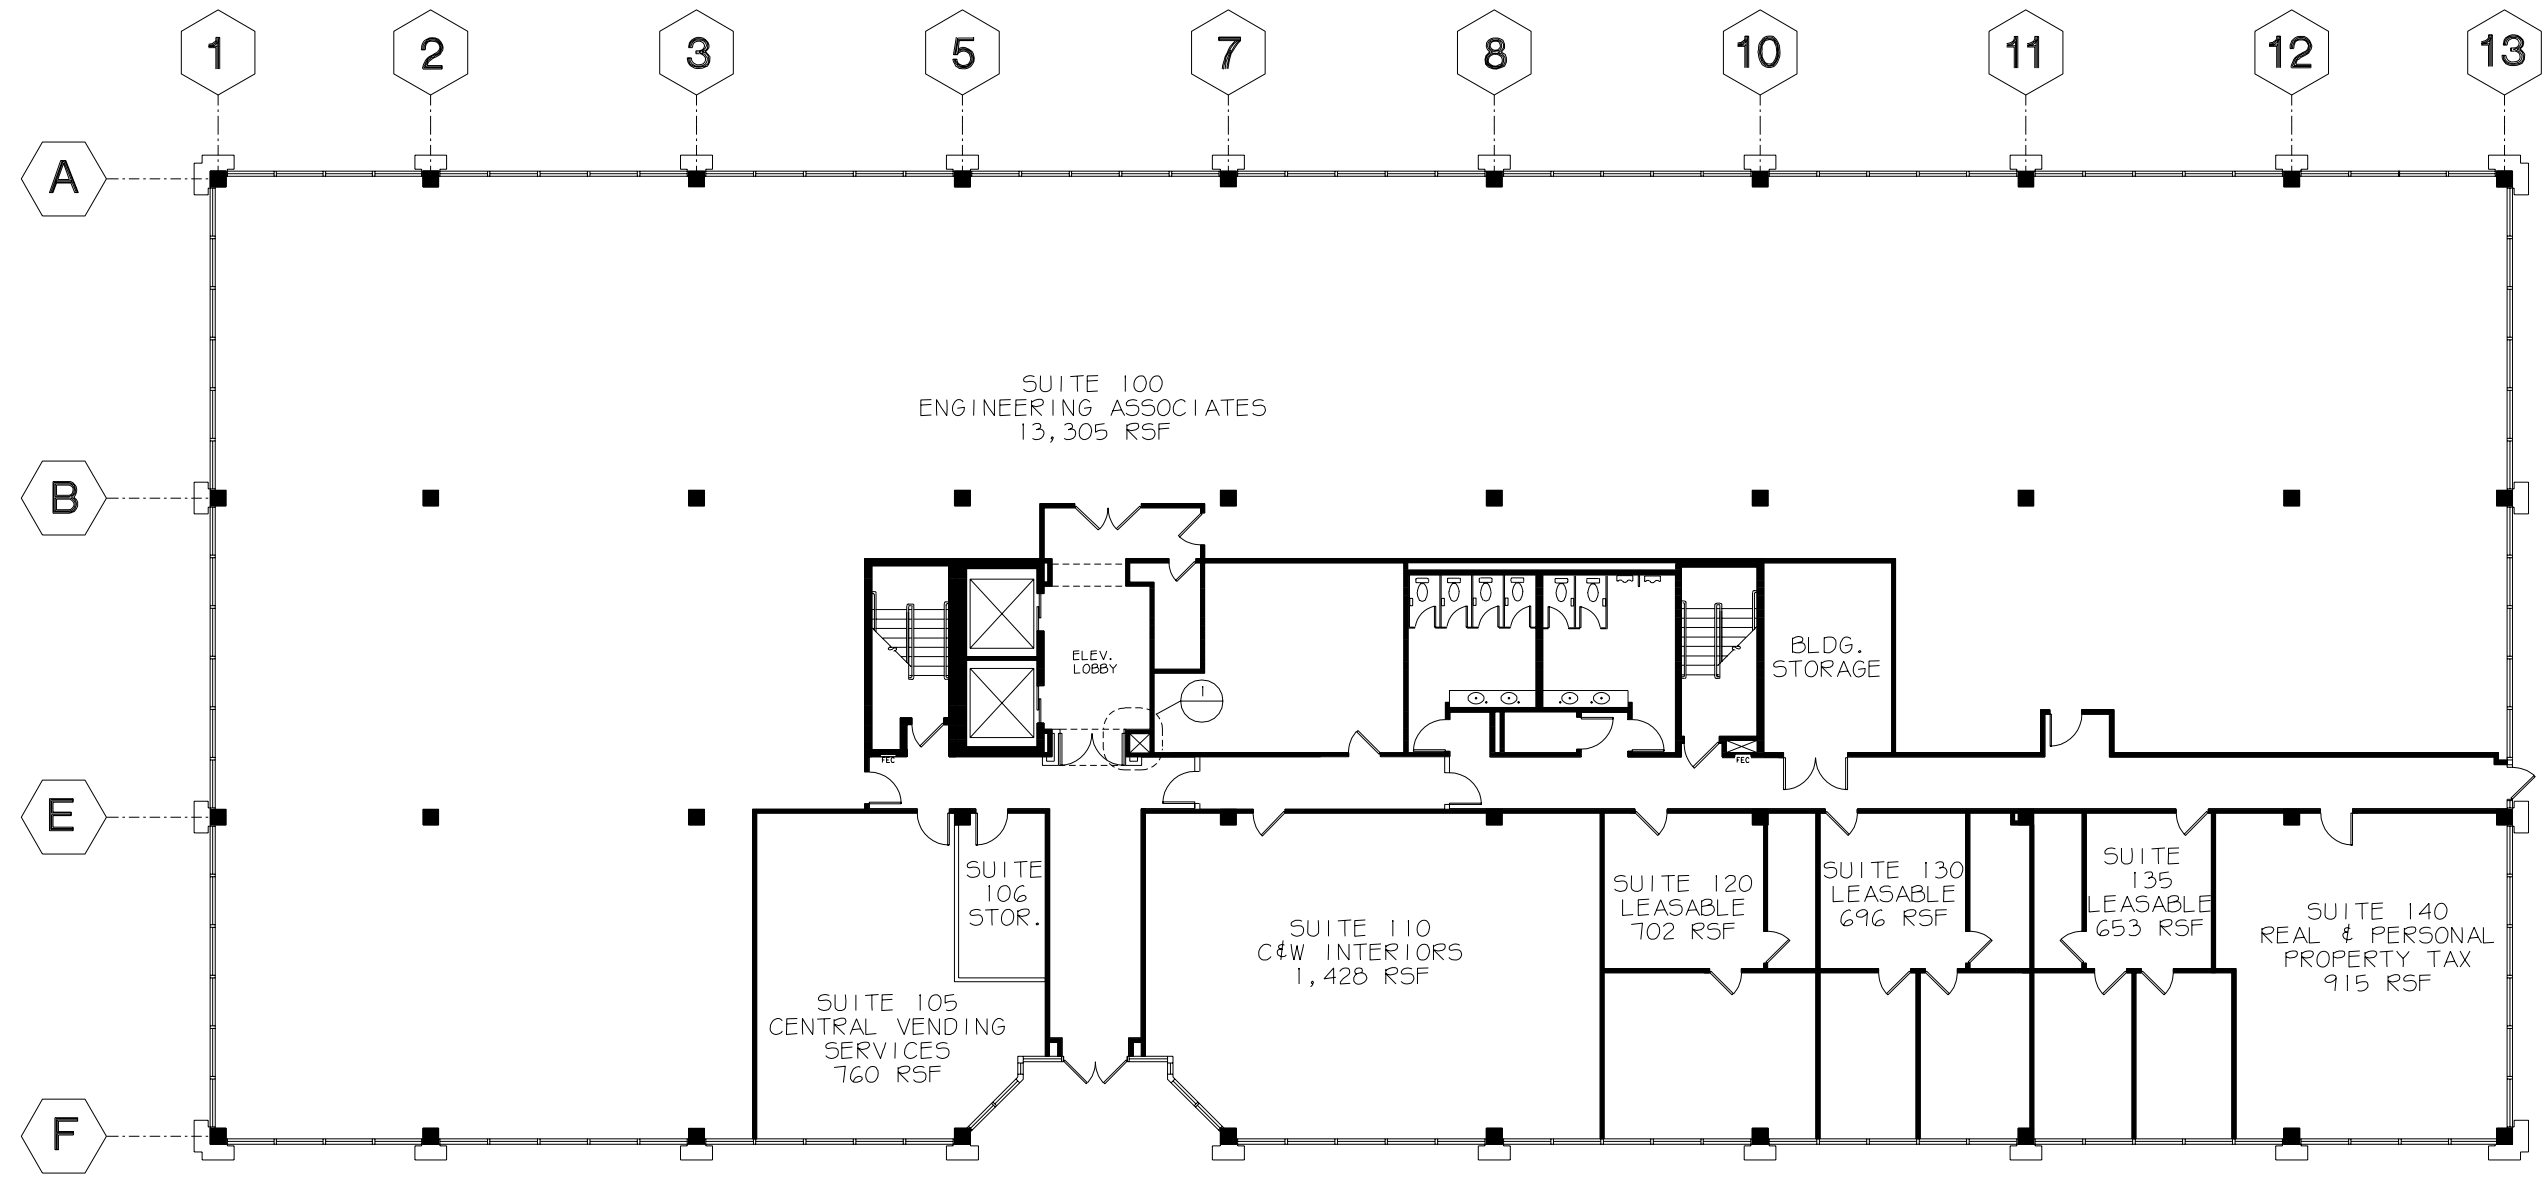 1 2 3 5 7 8 10 11 12 13
A
SUITE 100
ENGINEERING ASSOCIATES
13,305 RSF
B
ELEV.
LOBBY
1
BLDG.
STORAGE
FEC
FEC
E
SUITE
106
STOR.
SUITE 105
CENTRAL VENDING
SERVICES
760 RSF
SUITE 110
C&W INTERIORS
1,428 RSF
SUITE 120
LEASABLE
702 RSF
SUITE 130
LEASABLE
696 RSF
SUITE
135
LEASABLE
653 RSF
SUITE 140
REAL & PERSONAL
PROPERTY TAX
915 RSF
F